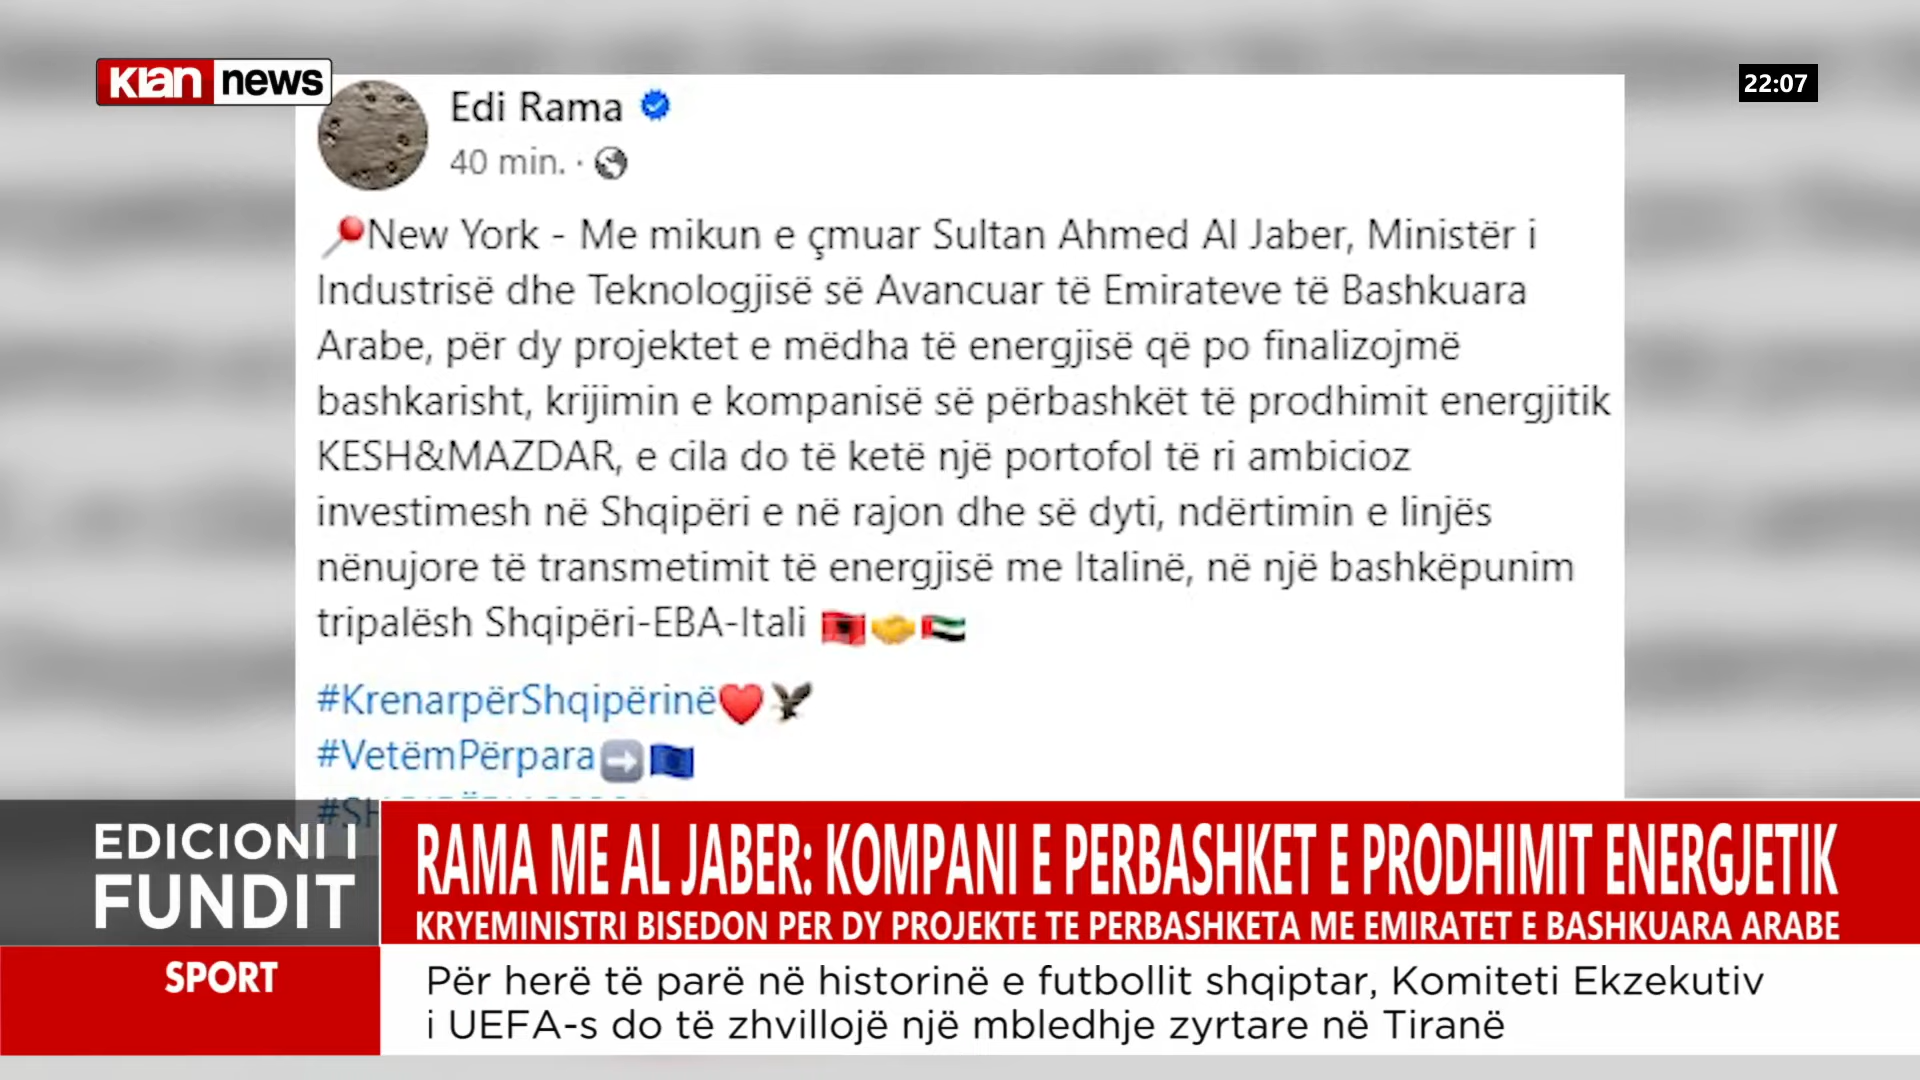 Klan news
22:07
Edi Rama
40 min. ·
New York - Me mikun e çmuar Sultan Ahmed Al Jaber, Ministër i
Industrisë dhe Teknologjisë së Avancuar të Emirateve të Bashkuara
Arabe, për dy projektet e mëdha të energjisë që po finalizojmë
bashkarisht, krijimin e kompanisë së përbashkët të prodhimit energjitik
KESH&MAZDAR, e cila do të ketë një portofol të ri ambicioz
investimesh në Shqipëri e në rajon dhe së dyti, ndërtimin e linjës
nënujore të transmetimit të energjisë me Italinë, në një bashkëpunim
tripalësh Shqipëri-EBA-Itali
#KrenarpërShqipërinë
#VetëmPërpara
EDICIONI I
FUNDIT
RAMA ME AL JABER: KOMPANI E PERBASHKET E PRODHIMIT ENERGJETIK
KRYEMINISTRI BISEDON PER DY PROJEKTE TE PERBASHKETA ME EMIRATET E BASHKUARA ARABE
SPORT
Për herë të parë në historinë e futbollit shqiptar, Komiteti Ekzekutiv
i UEFA-s do të zhvillojë një mbledhje zyrtare në Tiranë